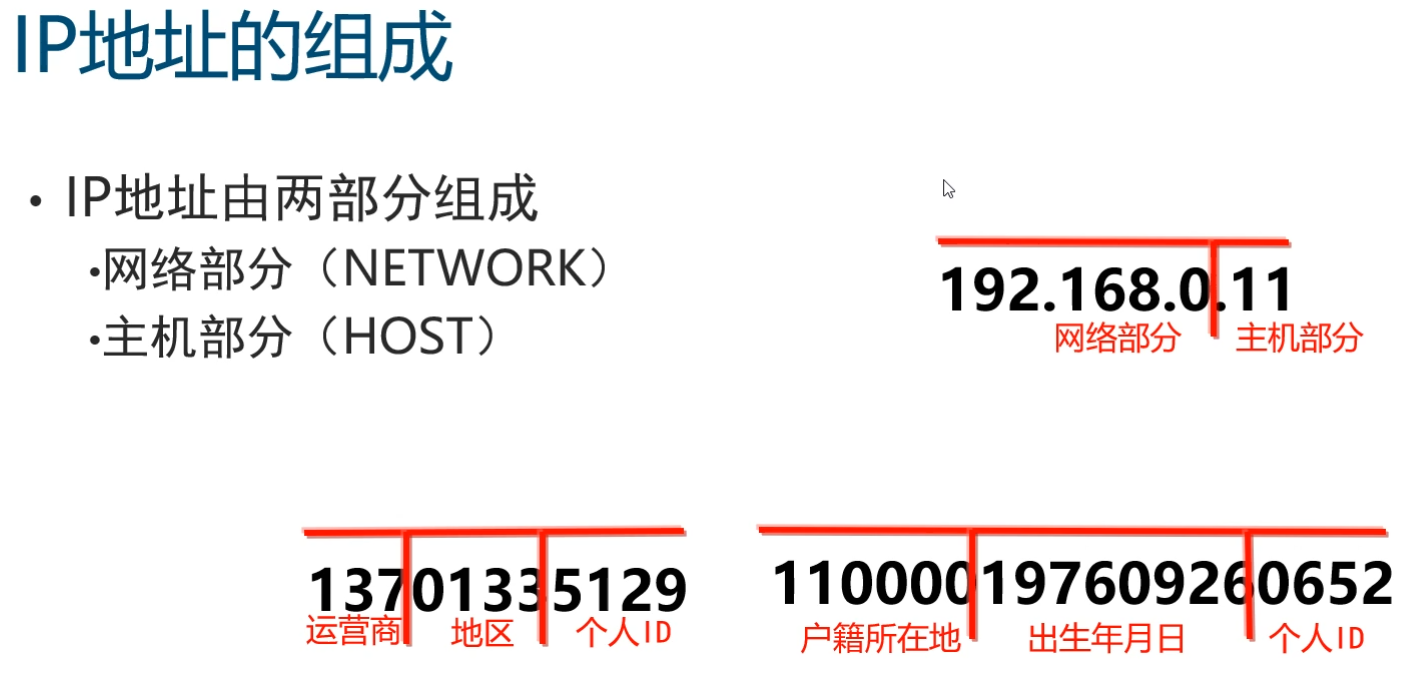 IP地址的组成
• IP地址由两部分组成
•网络部分（NETWORK）
•主机部分（HOST）
192.168.0.11
网络部分 主机部分
13701335129
运营商 地区 个人ID
110000197609260652
户籍所在地 出生年月日 个人ID